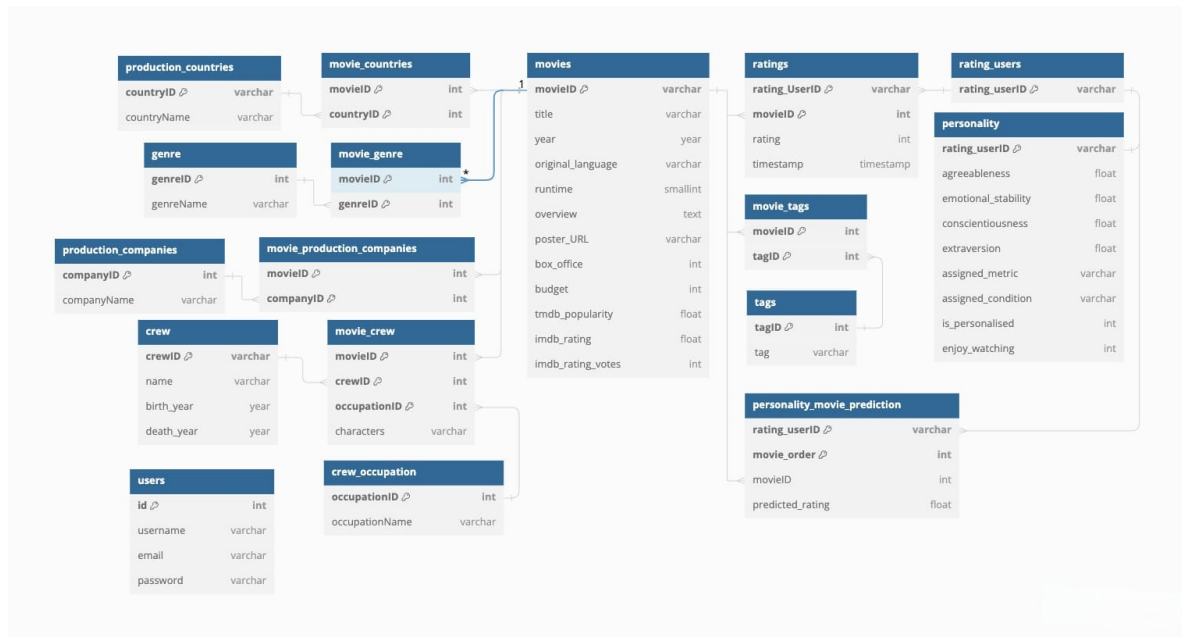 production_countries
countryID varchar
countryName varchar
movie_countries
movieID int
countryID int
genre
genreID int
genreName varchar
movie_genre
movieID int
genreID int
production_companies
companyID int
companyName varchar
movie_production_companies
movieID int
companyID int
crew
crewID varchar
name varchar
birth_year year
death_year year
movie_crew
movieID int
crewID int
occupationID int
characters varchar
users
id int
username varchar
email varchar
password varchar
crew_occupation
occupationID int
occupationName varchar
1
*
movies
movieID varchar
title varchar
year year
original_language varchar
runtime smallint
overview text
poster_URL varchar
box_office int
budget int
tmdb_popularity float
imdb_rating float
imdb_rating_votes int
ratings
rating_UserID varchar
movieID int
rating int
timestamp timestamp
rating_users
rating_userID varchar
personality
rating_userID varchar
agreeableness float
emotional_stability float
conscientiousness float
extraversion float
assigned_metric varchar
assigned_condition varchar
is_personalised int
enjoy_watching int
movie_tags
movieID int
tagID int
tags
tagID int
tag varchar
personality_movie_prediction
rating_userID varchar
movie_order int
movieID int
predicted_rating float